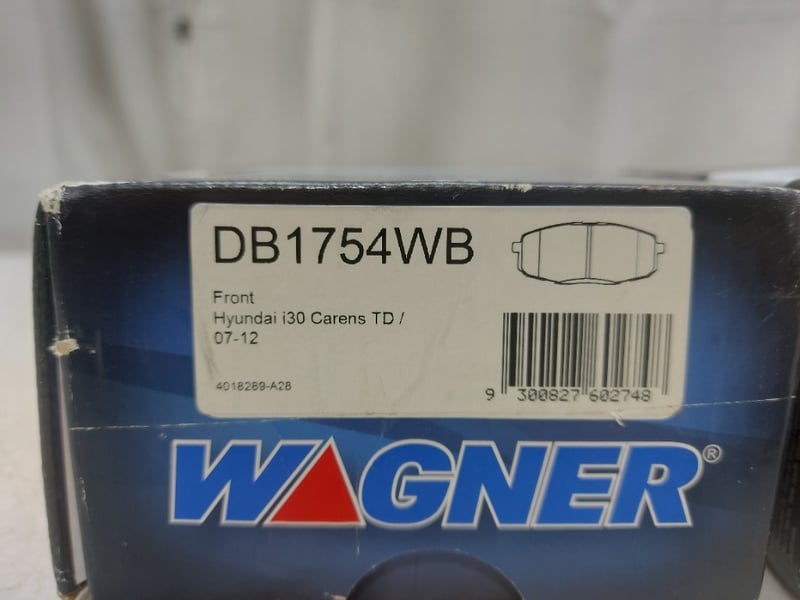 DB1754WB
Front
Hyundai i30 Carens TD /
07-12
4018289-A28
9 300827 602748
WAGNER®